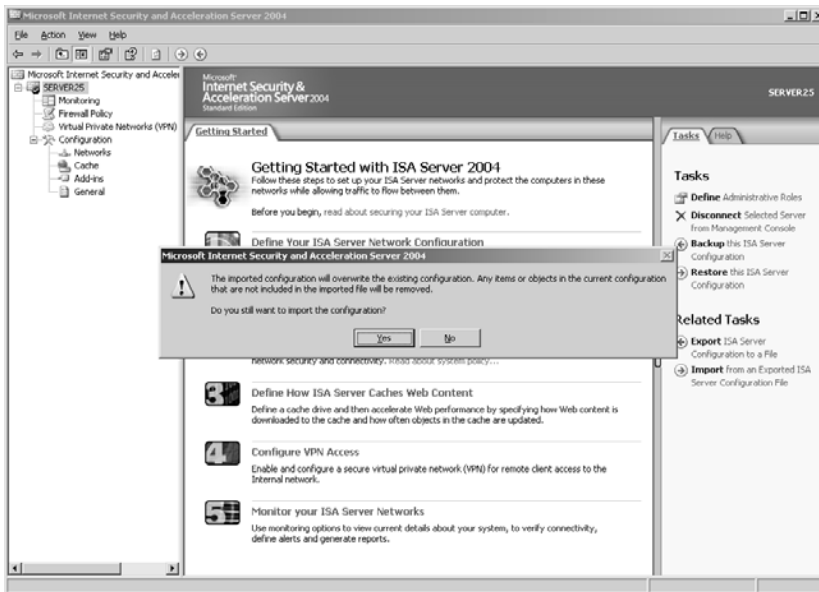 Microsoft Internet Security and Acceleration Server 2004
File Action View Help
Microsoft Internet Security and Acceler
SERVER25
Monitoring
Firewall Policy
Virtual Private Networks (VPN)
Configuration
Networks
Cache
Add-ins
General
Microsoft
Internet Security &
Acceleration Server 2004
Standard Edition
SERVER25
Getting Started
Getting Started with ISA Server 2004
Follow these steps to set up your ISA Server networks and protect the computers in these
networks while allowing traffic to flow between them.
Before you begin, read about securing your ISA Server computer.
Define Your ISA Server Network Configuration
Microsoft Internet Security and Acceleration Server 2004
The imported configuration will overwrite the existing configuration. Any items or objects in the current configuration
that are not included in the imported file will be removed.
Do you still want to import the configuration?
Yes No
network security and connectivity. Read about system policy...
3
Define How ISA Server Caches Web Content
Define a cache drive and then accelerate Web performance by specifying how Web content is
downloaded to the cache and how often objects in the cache are updated.
4
Configure VPN Access
Enable and configure a secure virtual private network (VPN) for remote client access to the
Internal network.
5
Monitor your ISA Server Networks
Use monitoring options to view current details about your system, to verify connectivity,
define alerts and generate reports.
Tasks Help
Tasks
Define Administrative Roles
Disconnect Selected Server
from Management Console
Backup this ISA Server
Configuration
Restore this ISA Server
Configuration
Related Tasks
Export ISA Server
Configuration to a File
Import from an Exported ISA
Server Configuration File